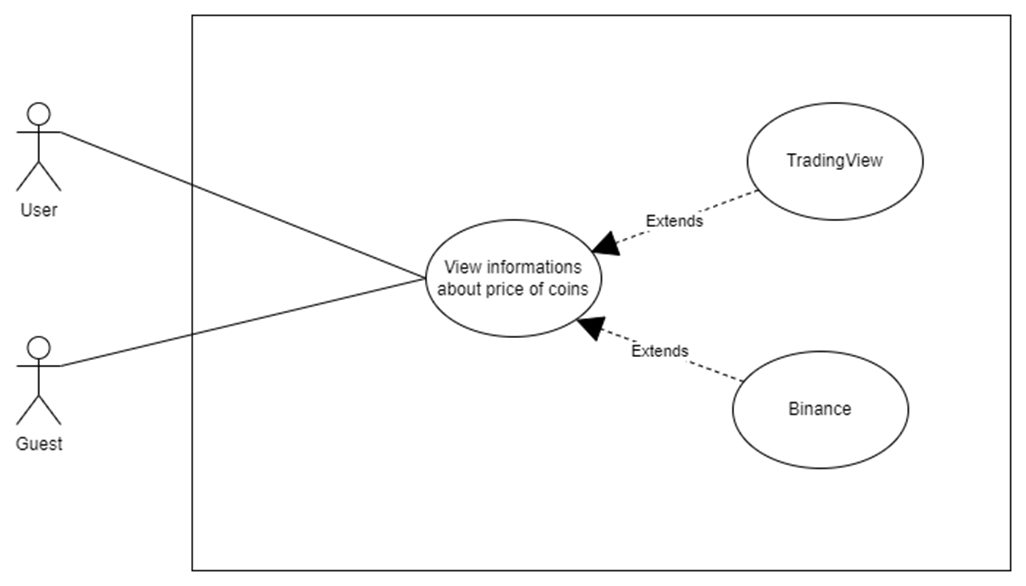 User
Guest
View informations
about price of coins
Extends
TradingView
Extends
Binance